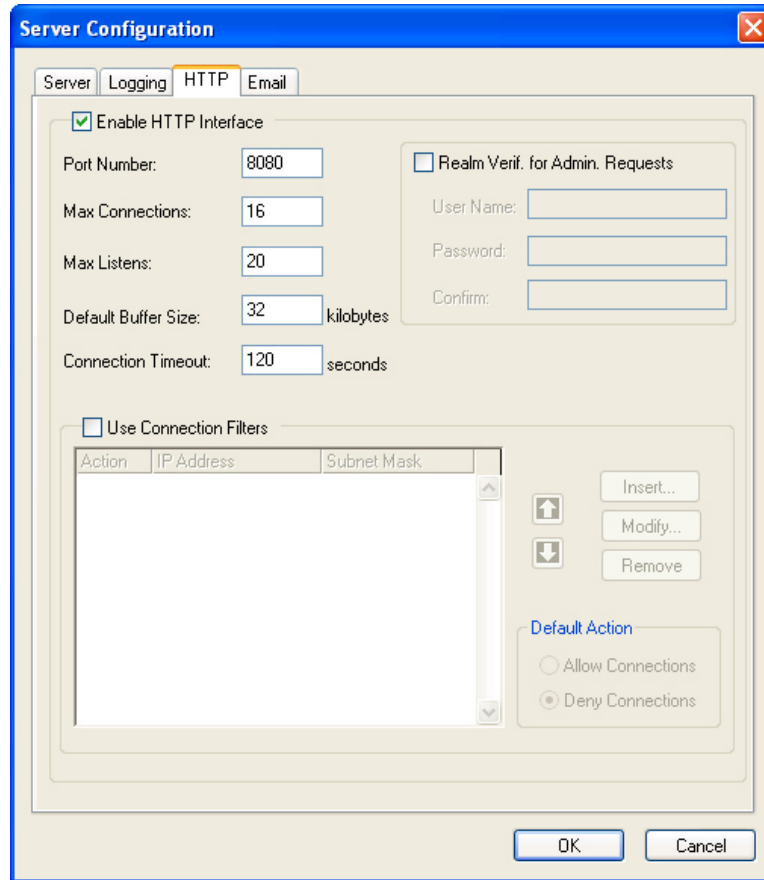 Server Configuration
Server Logging HTTP Email
Enable HTTP Interface
Port Number: 8080
Max Connections: 16
Max Listens: 20
Default Buffer Size: 32 kilobytes
Connection Timeout: 120 seconds
Realm Verif. for Admin. Requests
User Name:
Password:
Confirm:
Use Connection Filters
Action IP Address Subnet Mask
Insert...
Modify...
Remove
Default Action
Allow Connections
Deny Connections
OK Cancel